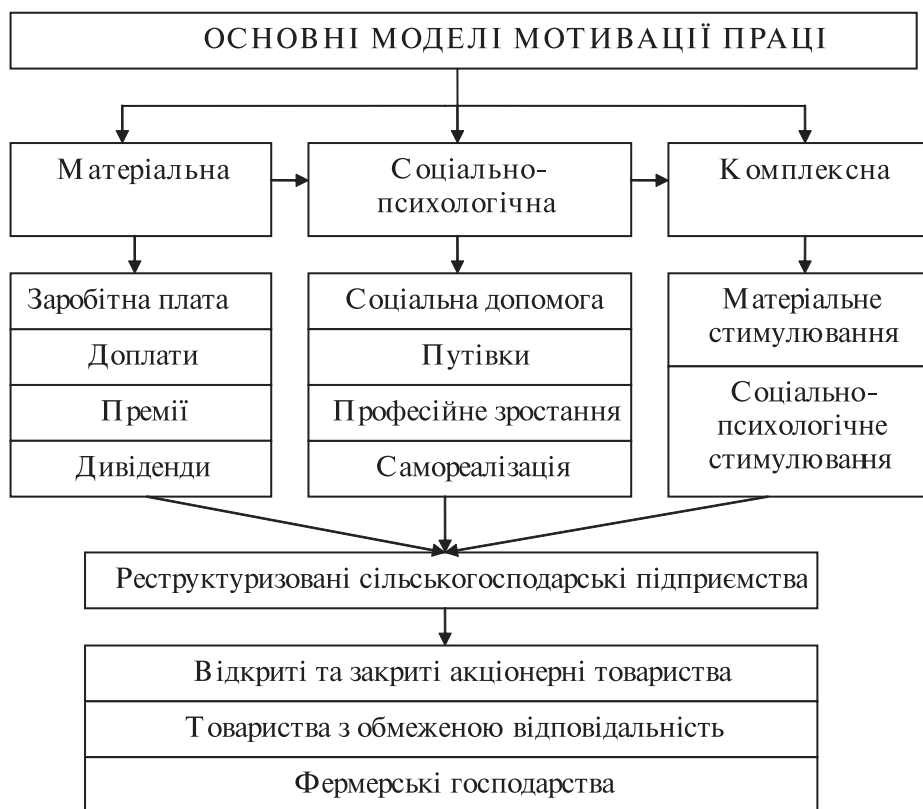 ОСНОВНІ МОДЕЛІ МОТИВАЦІЇ ПРАЦІ
Матеріальна
Соціально-
психологічна
Комплексна
Заробітна плата
Доплати
Премії
Дивіденди
Соціальна допомога
Путівки
Професійне зростання
Самореалізація
Матеріальне
стимулювання
Соціально-
психологічне
стимулювання
Реструктуризовані сільськогосподарські підприємства
Відкриті та закриті акціонерні товариства
Товариства з обмеженою відповідальність
Фермерські господарства